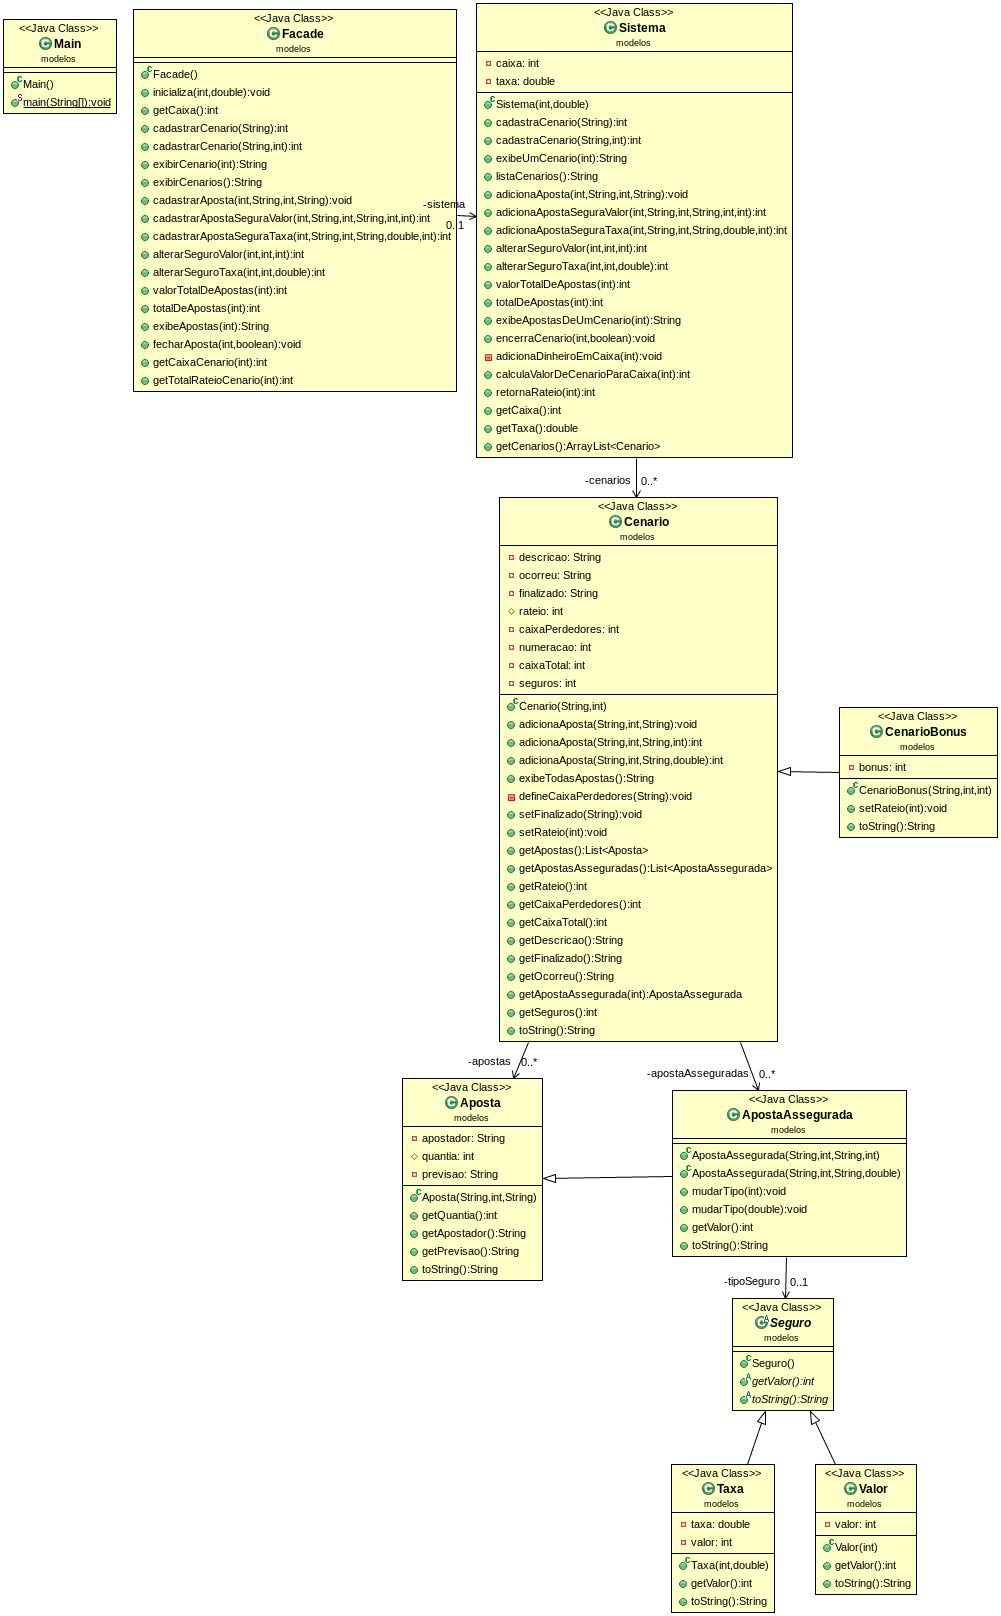 <<Java Class>>
Main
modelos
Main()
main(String[]):void
<<Java Class>>
Facade
modelos
Facade()
inicializa(int,double):void
getCaixa():int
cadastrarCenario(String):int
cadastrarCenario(String,int):int
exibirCenario(int):String
exibirCenarios():String
cadastrarAposta(int,String,int,String):void
cadastrarApostaSeguraValor(int,String,int,String,int,int):int
cadastrarApostaSeguraTaxa(int,String,int,String,double,int):int
alterarSeguroValor(int,int,int):int
alterarSeguroTaxa(int,int,double):int
valorTotalDeApostas(int):int
totalDeApostas(int):int
exibeApostas(int):String
fecharAposta(int,boolean):void
getCaixaCenario(int):int
getTotalRateioCenario(int):int
-sistema
0..1
<<Java Class>>
Sistema
modelos
caixa: int
taxa: double
Sistema(int,double)
cadastraCenario(String):int
cadastraCenario(String,int):int
exibeUmCenario(int):String
listaCenarios():String
adicionaAposta(int,String,int,String):void
adicionaApostaSeguraValor(int,String,int,String,int,int):int
adicionaApostaSeguraTaxa(int,String,int,String,double,int):int
alterarSeguroValor(int,int,int):int
alterarSeguroTaxa(int,int,double):int
valorTotalDeApostas(int):int
totalDeApostas(int):int
exibeApostasDeUmCenario(int):String
encerraCenario(int,boolean):void
adicionaDinheiroEmCaixa(int):void
calculaValorDeCenarioParaCaixa(int):int
retornaRateio(int):int
getCaixa():int
getTaxa():double
getCenarios():ArrayList<Cenario>
-cenarios
0..*
<<Java Class>>
Cenario
modelos
descricao: String
ocorreu: String
finalizado: String
rateio: int
caixaPerdedores: int
numeracao: int
caixaTotal: int
seguros: int
Cenario(String,int)
adicionaAposta(String,int,String):void
adicionaAposta(String,int,String,int):int
adicionaAposta(String,int,String,double):int
exibeTodasApostas():String
defineCaixaPerdedores(String):void
setFinalizado(String):void
setRateio(int):void
getApostas():List<Aposta>
getApostasAsseguradas():List<ApostaAssegurada>
getRateio():int
getCaixaPerdedores():int
getCaixaTotal():int
getDescricao():String
getFinalizado():String
getOcorreu():String
getApostaAssegurada(int):ApostaAssegurada
getSeguros():int
toString():String
<<Java Class>>
CenarioBonus
modelos
bonus: int
CenarioBonus(String,int,int)
setRateio(int):void
toString():String
-apostas
0..*
-apostaAsseguradas
0..*
<<Java Class>>
Aposta
modelos
apostador: String
quantia: int
previsao: String
Aposta(String,int,String)
getQuantia():int
getApostador():String
getPrevisao():String
toString():String
<<Java Class>>
ApostaAssegurada
modelos
ApostaAssegurada(String,int,String,int)
ApostaAssegurada(String,int,String,double)
mudarTipo(int):void
mudarTipo(double):void
getValor():int
toString():String
-tipoSeguro
0..1
<<Java Class>>
Seguro
modelos
Seguro()
getValor():int
toString():String
<<Java Class>>
Taxa
modelos
taxa: double
valor: int
Taxa(int,double)
getValor():int
toString():String
<<Java Class>>
Valor
modelos
valor: int
Valor(int)
getValor():int
toString():String